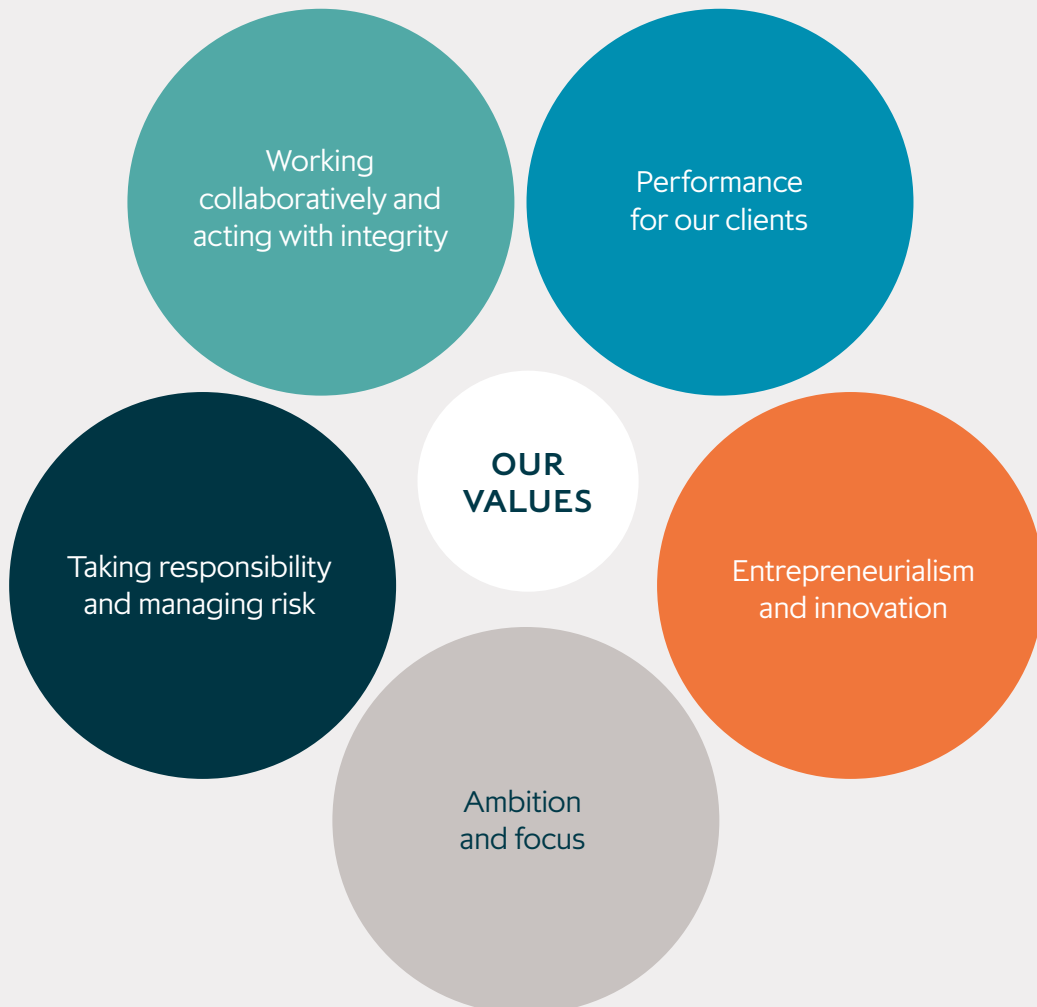 Working
collaboratively and
acting with integrity
Performance
for our clients
OUR
VALUES
Taking responsibility
and managing risk
Entrepreneurialism
and innovation
Ambition
and focus